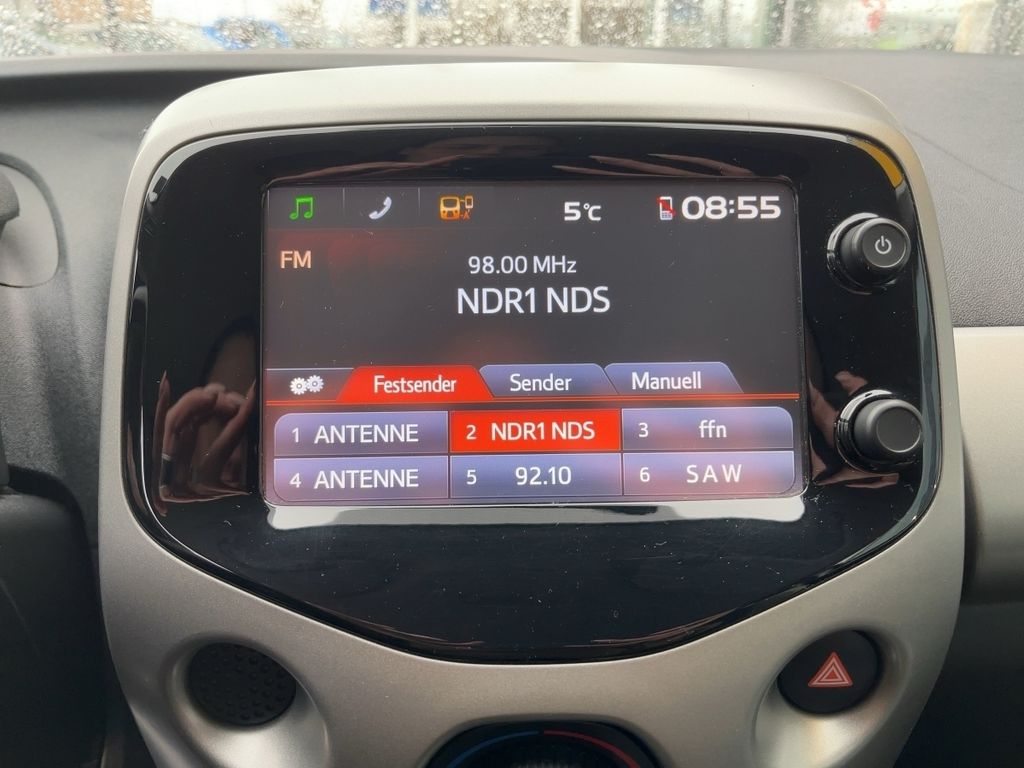 5°C 08:55
FM
98.00 MHz
NDR1 NDS
Festsender Sender Manuell
1 ANTENNE 2 NDR1 NDS 3 ffn
4 ANTENNE 5 92.10 6 SAW